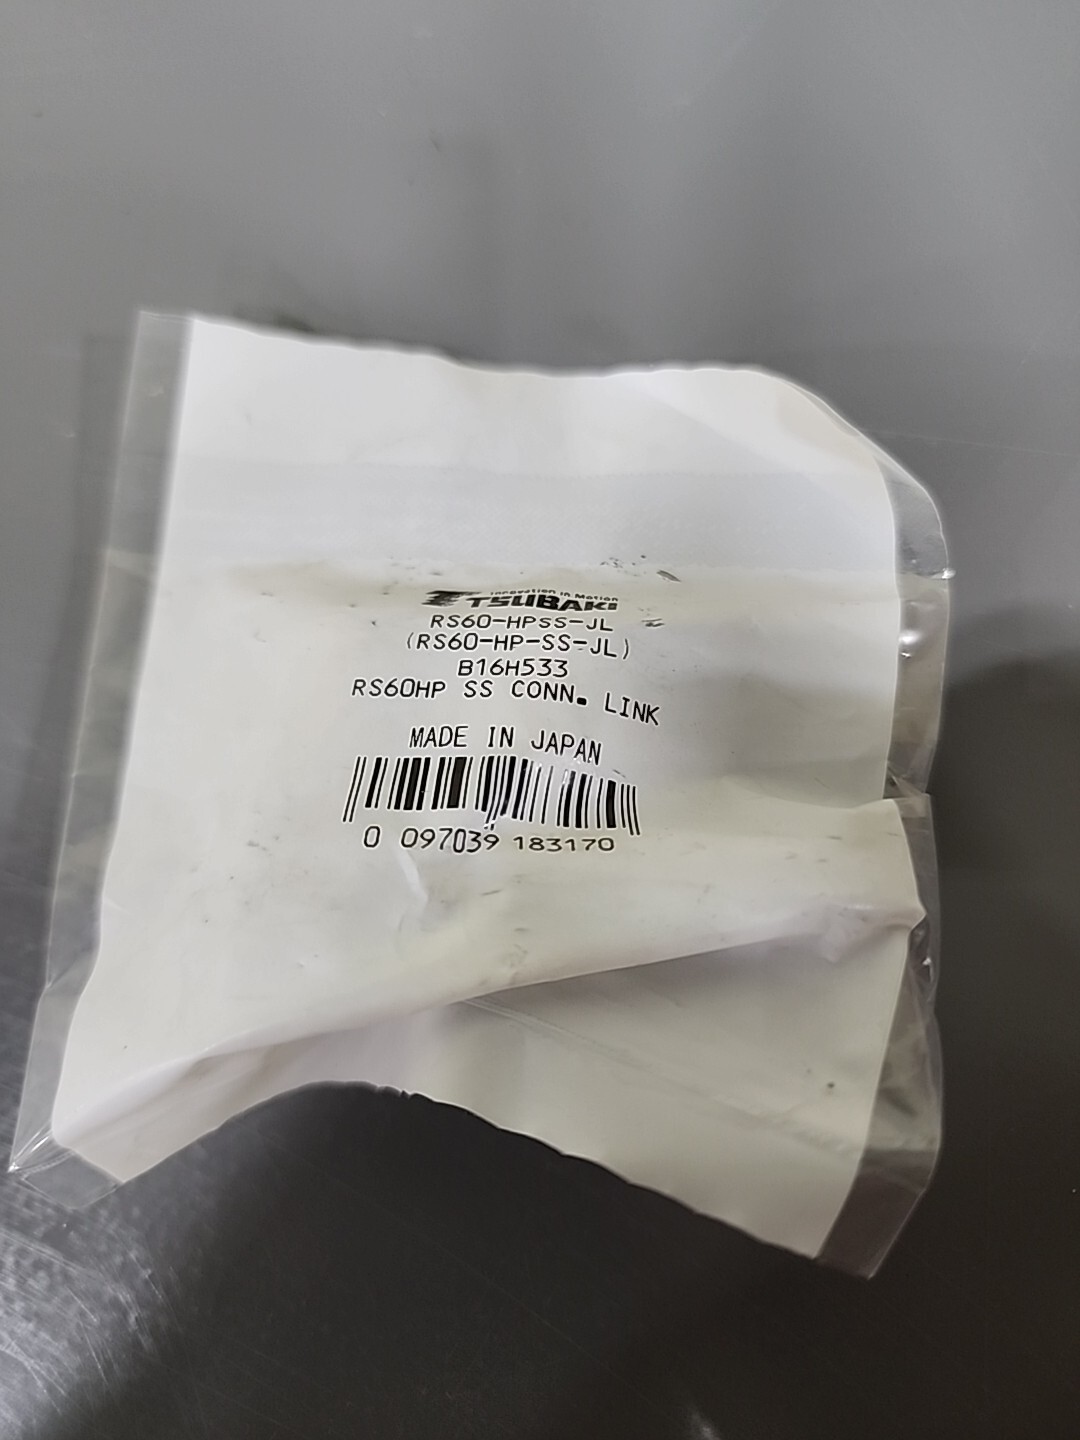 Innovation in Motion
TSUBAKI
RS60-HPSS-JL
(RS60-HP-SS-JL)
B16H533
RS60HP SS CONN. LINK
MADE IN JAPAN
0 097039 183170